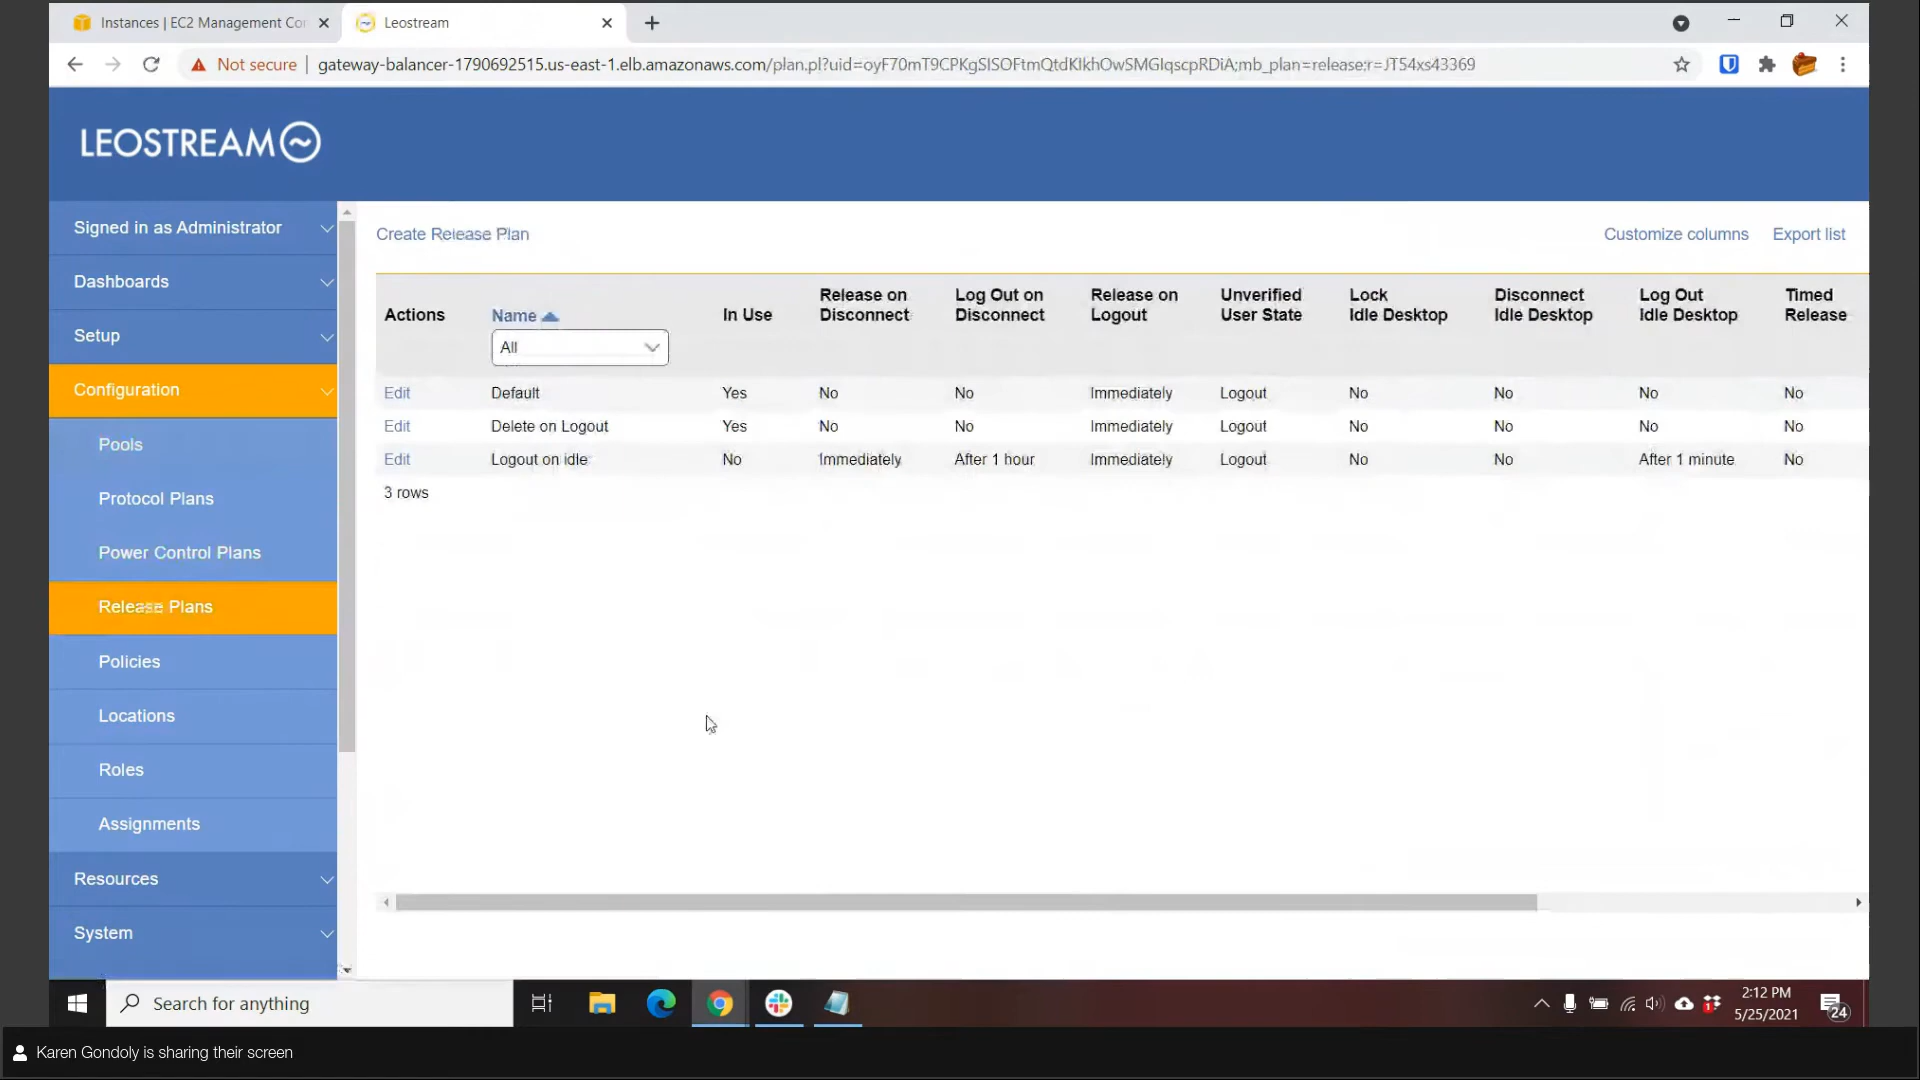 Instances | EC2 Management Co
Leostream
Not secure
gateway-balancer-1790692515.us-east-1.elb.amazonaws.com/plan.pl?uid=oyF70mT9CPKgSISOFtmQtdKIkhOwSMGIqscpRDiA;mb_plan=release;r=JT54xs43369
LEOSTREAM
Signed in as Administrator
Dashboards
Setup
Configuration
Pools
Protocol Plans
Power Control Plans
Release Plans
Policies
Locations
Roles
Assignments
Resources
System
Create Release Plan
Customize columns Export list
Actions Name In Use Release on Disconnect Log Out on Disconnect Release on Logout Unverified User State Lock Idle Desktop Disconnect Idle Desktop Log Out Idle Desktop Timed Release
All
Edit Default Yes No No Immediately Logout No No No No
Edit Delete on Logout Yes No No Immediately Logout No No No No
Edit Logout on idle No Immediately After 1 hour Immediately Logout No No After 1 minute No
3 rows
Search for anything
2:12 PM
5/25/2021
24
Karen Gondoly is sharing their screen